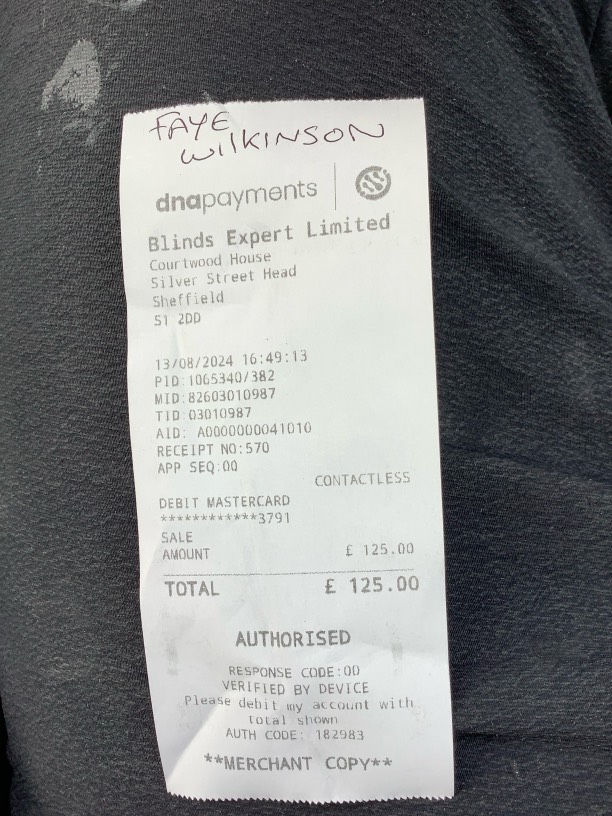 FAYE
WILKINSON
dnapayments
Blinds Expert Limited
Courtwood House
Silver Street Head
Sheffield
S1 2DD
13/08/2024 16:49:13
PID:1065340/382
MID:82603010987
TID:03010987
AID: A0000000041010
RECEIPT NO:570
APP SEQ:00
CONTACTLESS
DEBIT MASTERCARD
************3791
SALE
AMOUNT £ 125.00
TOTAL £ 125.00
AUTHORISED
RESPONSE CODE:00
VERIFIED BY DEVICE
Please debit my account with
total shown
AUTH CODE: 182983
**MERCHANT COPY**